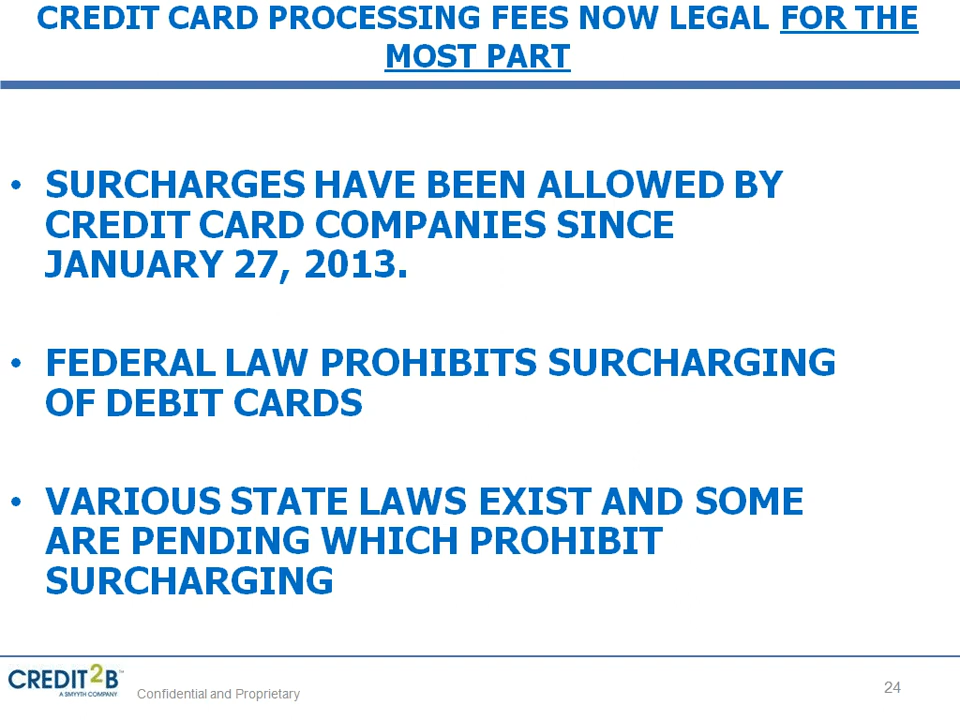 CREDIT CARD PROCESSING FEES NOW LEGAL FOR THE
MOST PART
• SURCHARGES HAVE BEEN ALLOWED BY
CREDIT CARD COMPANIES SINCE
JANUARY 27, 2013.
• FEDERAL LAW PROHIBITS SURCHARGING
OF DEBIT CARDS
• VARIOUS STATE LAWS EXIST AND SOME
ARE PENDING WHICH PROHIBIT
SURCHARGING
CREDIT2B™
A SMYYTH COMPANY
Confidential and Proprietary
24